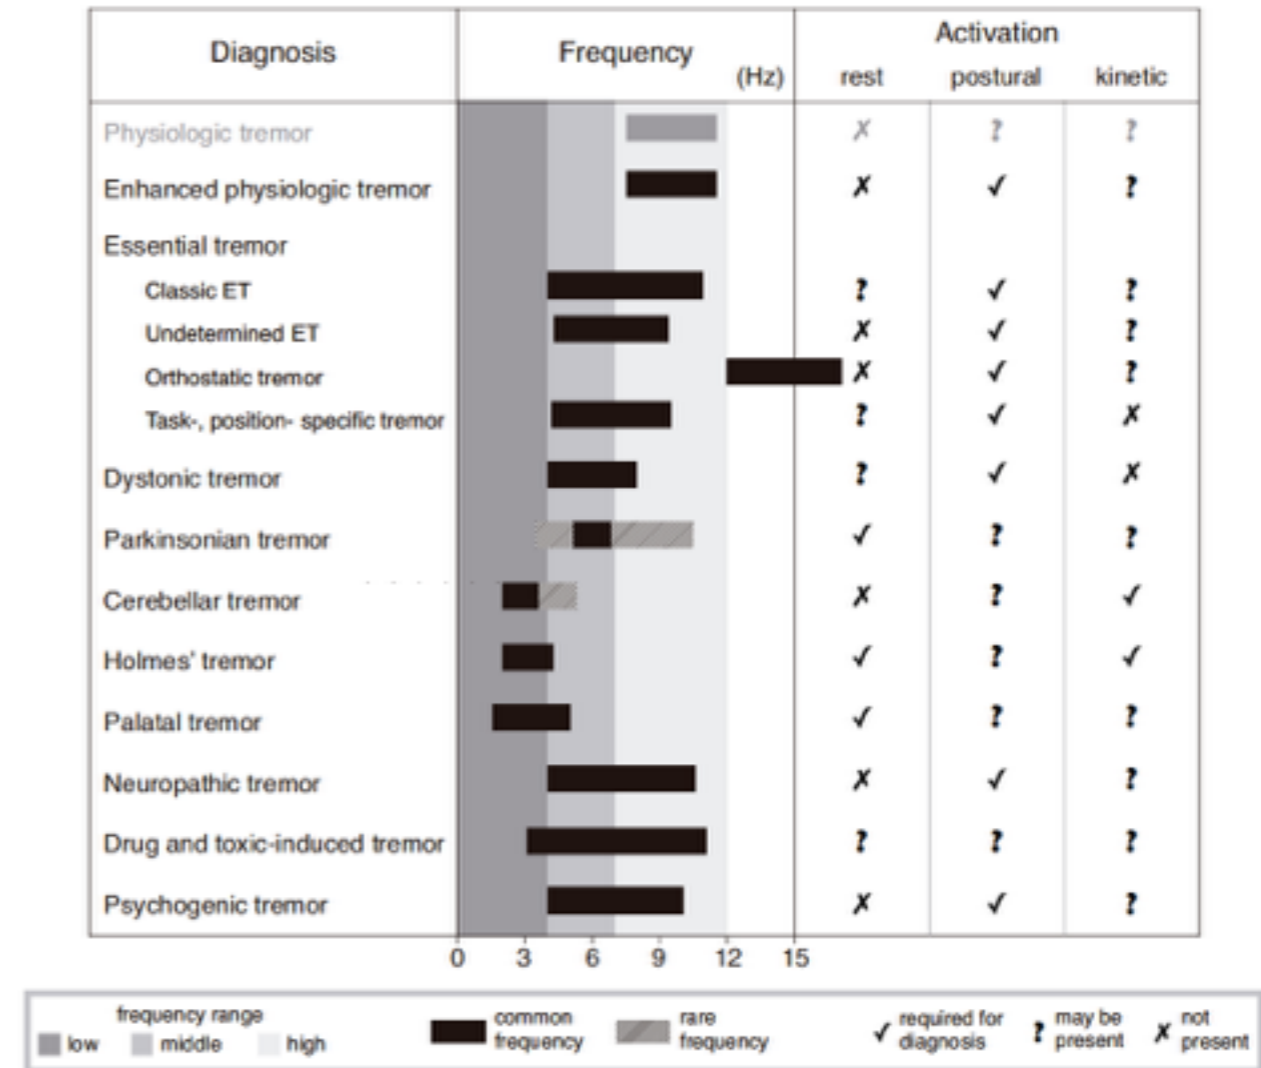 Diagnosis Frequency (Hz) Activation
rest postural kinetic
Physiologic tremor ✗ ? ?
Enhanced physiologic tremor ✗ ✓ ?
Essential tremor
Classic ET ? ✓ ?
Undetermined ET ✗ ✓ ?
Orthostatic tremor ✗ ✓ ?
Task-, position- specific tremor ? ✓ ✗
Dystonic tremor ? ✓ ✗
Parkinsonian tremor ✓ ? ?
Cerebellar tremor ✗ ? ✓
Holmes' tremor ✓ ? ✓
Palatal tremor ✓ ? ?
Neuropathic tremor ✗ ✓ ?
Drug and toxic-induced tremor ? ? ?
Psychogenic tremor ✗ ✓ ?
0 3 6 9 12 15
frequency range
low middle high
common
frequency
rare
frequency
✓ required for
diagnosis
? may be
present
✗ not
present